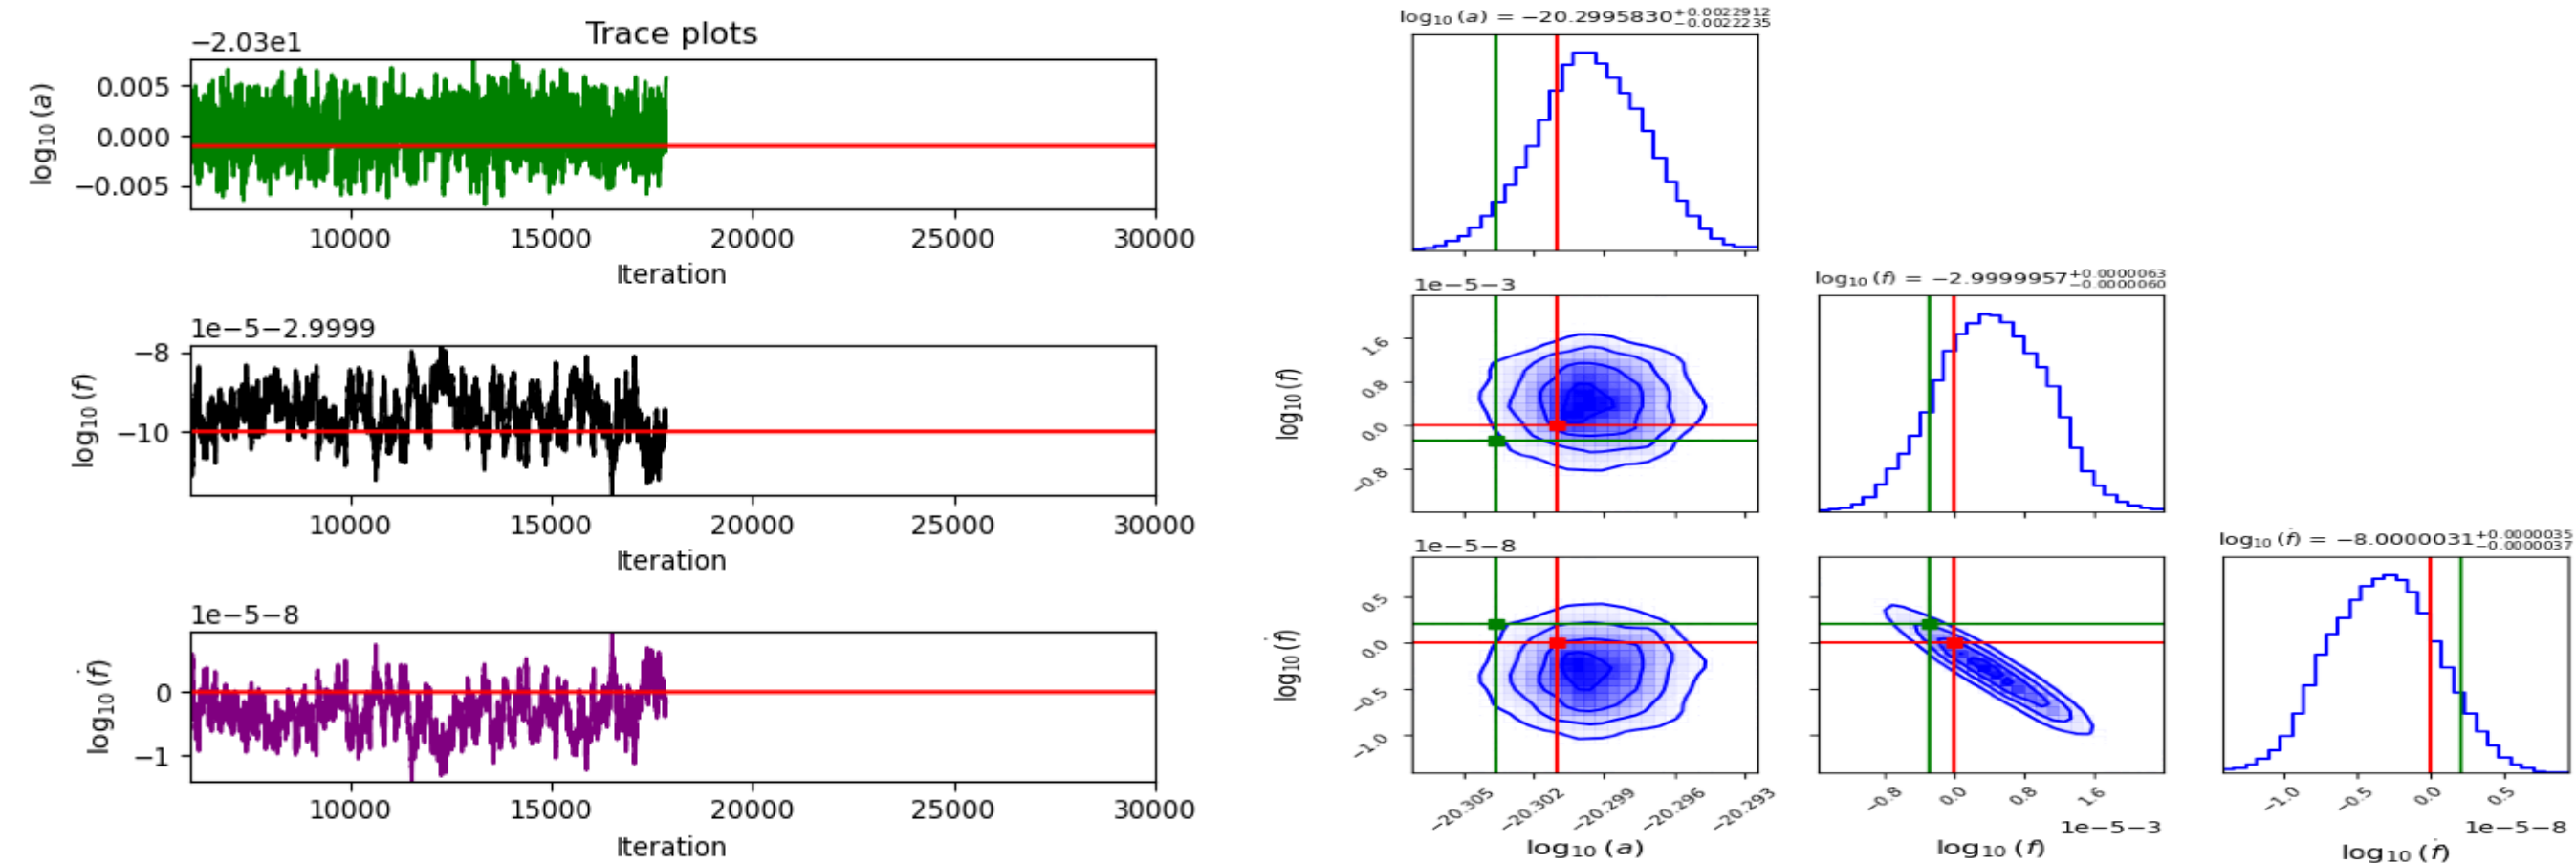 Trace plots
−2.03e1
log10 (a)
0.005
0.000
−0.005
10000 15000 20000 25000 30000
Iteration
1e−5−2.9999
log10 (f)
−8
−10
10000 15000 20000 25000 30000
Iteration
1e−5−8
log10 (ḟ)
0
−1
10000 15000 20000 25000 30000
Iteration
log10 (a) = −20.2995830+0.0022912−0.0022235
1e−5−3
log10 (f) = −2.9999957+0.0000063−0.0000060
log10 (f)
1.6
0.8
0.0
−0.8
1e−5−8
log10 (ḟ) = −8.0000031+0.0000035−0.0000037
log10 (ḟ)
0.5
0.0
−0.5
−1.0
−20.305 −20.302 −20.299 −20.296 −20.293
log10 (a)
−0.8 0.0 0.8 1.6
1e−5−3
log10 (f)
−1.0 −0.5 0.0 0.5
1e−5−8
log10 (ḟ)